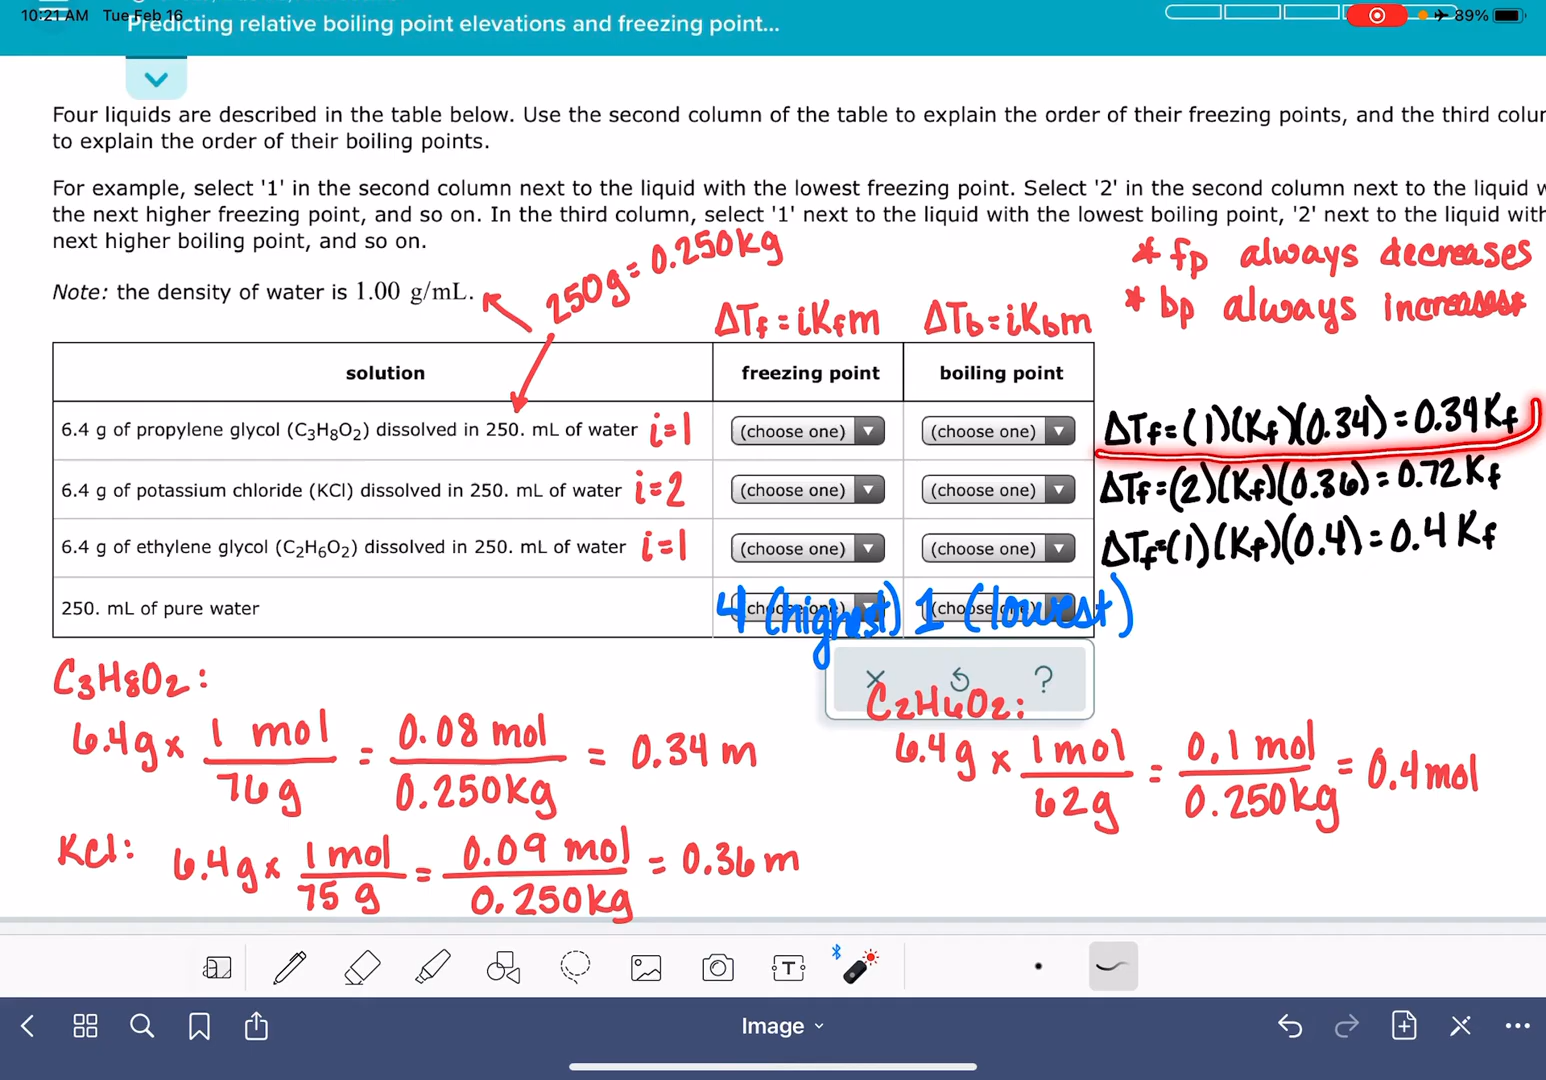 10:21 AM Tue Feb 16
89%
Predicting relative boiling point elevations and freezing point...
Four liquids are described in the table below. Use the second column of the table to explain the order of their freezing points, and the third
to explain the order of their boiling points.
For example, select '1' in the second column next to the liquid with the lowest freezing point. Select '2' in the second column next to the liquid
the next higher freezing point, and so on. In the third column, select '1' next to the liquid with the lowest boiling point, '2' next to the liquid
next higher boiling point, and so on.
* fp always decreases
* bp always increases*
Note: the density of water is 1.00 g/mL.
250g = 0.250kg
ΔTf = iKfm ΔTb = iKbm
solution freezing point boiling point
6.4 g of propylene glycol (C3H8O2) dissolved in 250. mL of water i=1 (choose one) (choose one) ΔTf=(1)(Kf)(0.34)=0.34Kf
6.4 g of potassium chloride (KCl) dissolved in 250. mL of water i=2 (choose one) (choose one) ΔTf=(2)(Kf)(0.36)=0.72Kf
6.4 g of ethylene glycol (C2H6O2) dissolved in 250. mL of water i=1 (choose one) (choose one) ΔTf=(1)(Kf)(0.4)=0.4Kf
250. mL of pure water (choose one) (choose one)
4 (highest) 1 (lowest)
× ?
C3H8O2:
6.4g x 1 mol / 76g = 0.08 mol / 0.250kg = 0.34 m
C2H6O2:
6.4g x 1mol / 62g = 0.1 mol / 0.250kg = 0.4mol
KCl: 6.4g x 1mol / 75g = 0.09 mol / 0.250kg = 0.36m
a
T
Image